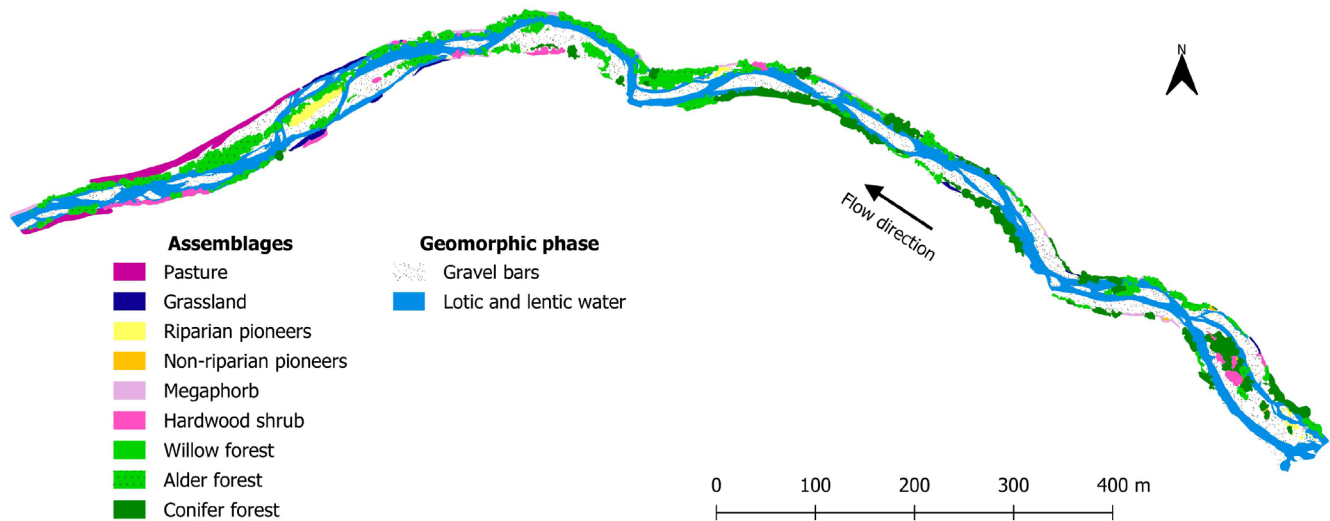 N
Flow direction
Assemblages
Pasture
Grassland
Riparian pioneers
Non-riparian pioneers
Megaphorb
Hardwood shrub
Willow forest
Alder forest
Conifer forest
Geomorphic phase
Gravel bars
Lotic and lentic water
0 100 200 300 400 m